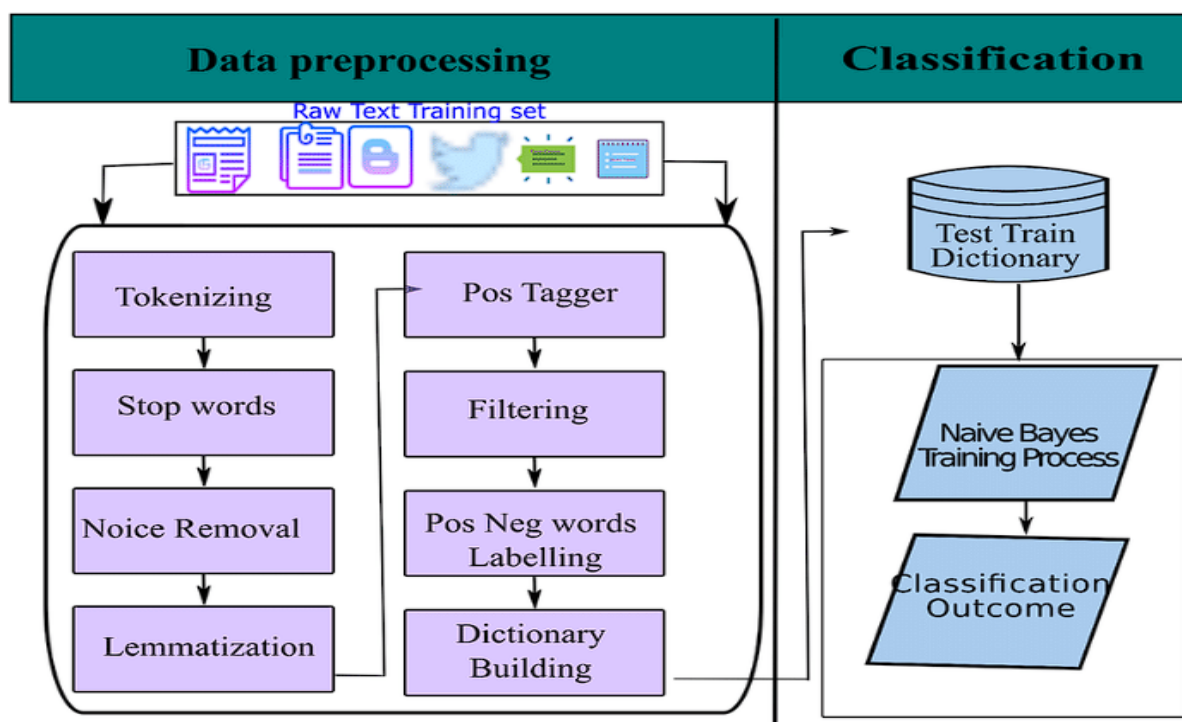 Data preprocessing
Classification
Raw Text Training set
Tokenizing
Stop words
Noice Removal
Lemmatization
Pos Tagger
Filtering
Pos Neg words
Labelling
Dictionary
Building
Test Train
Dictionary
Naive Bayes
Training Process
Classification
Outcome